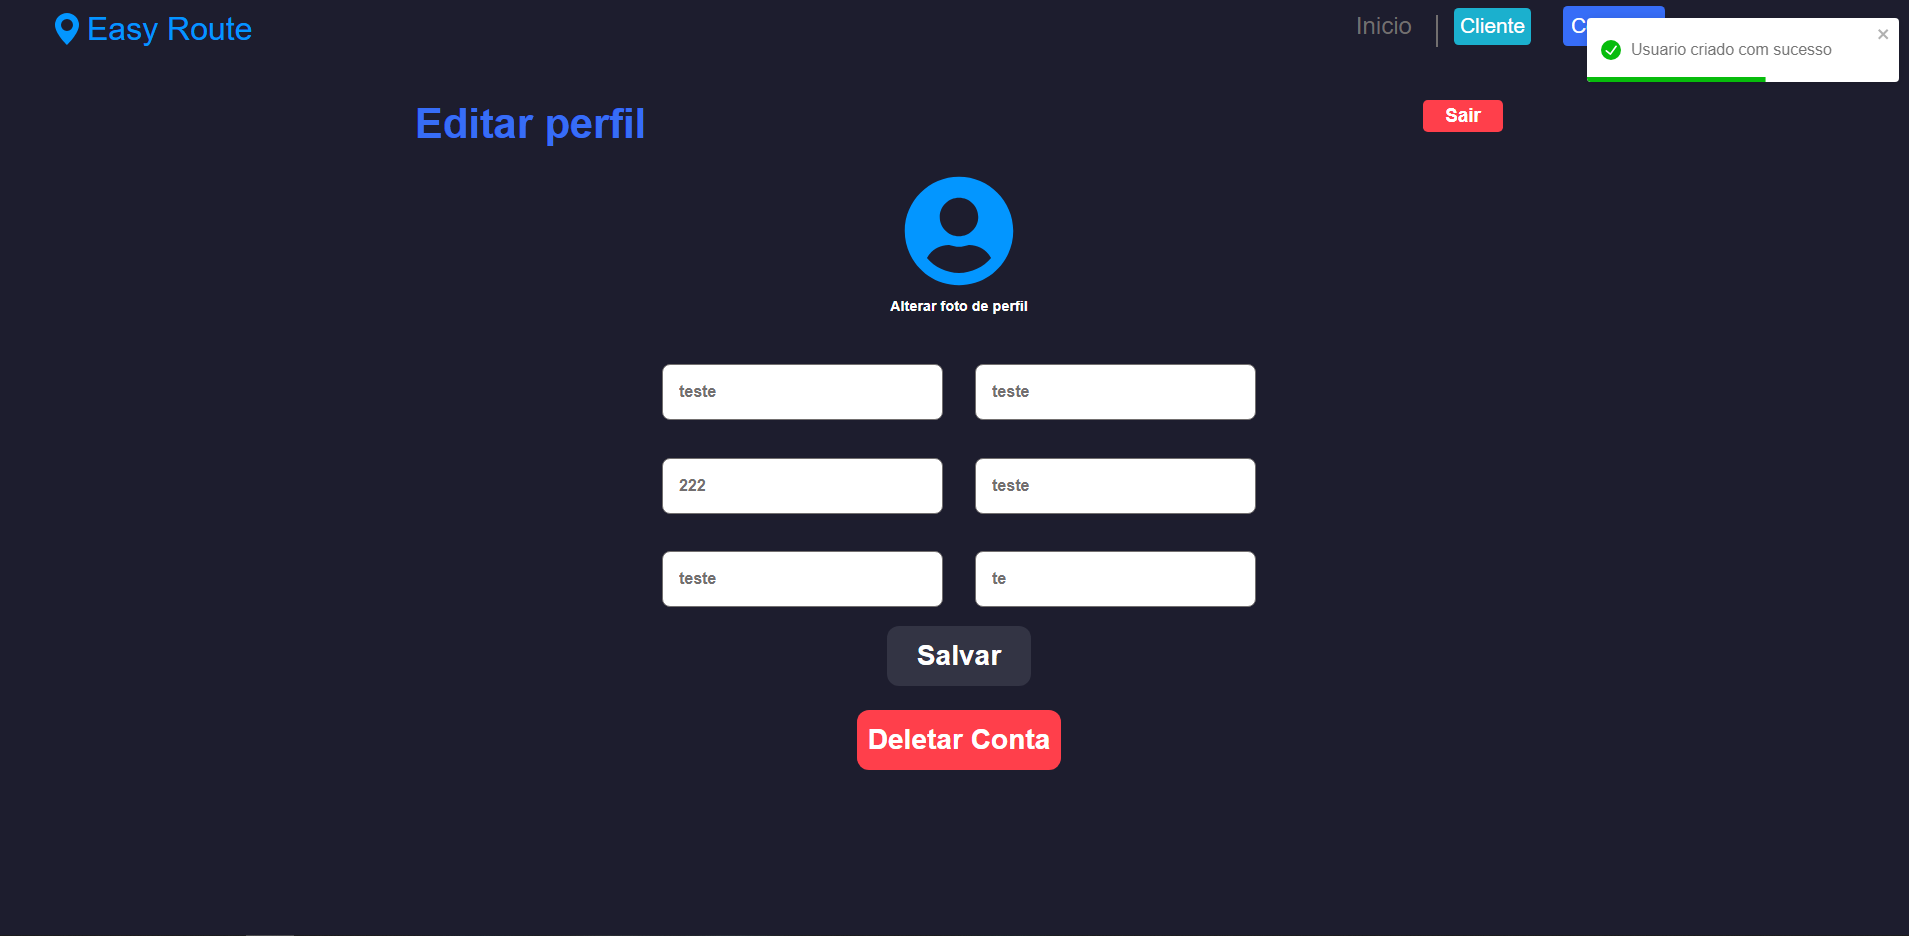 Easy Route
Inicio
Cliente
Usuario criado com sucesso
Editar perfil
Sair
Alterar foto de perfil
teste
teste
222
teste
teste
te
Salvar
Deletar Conta